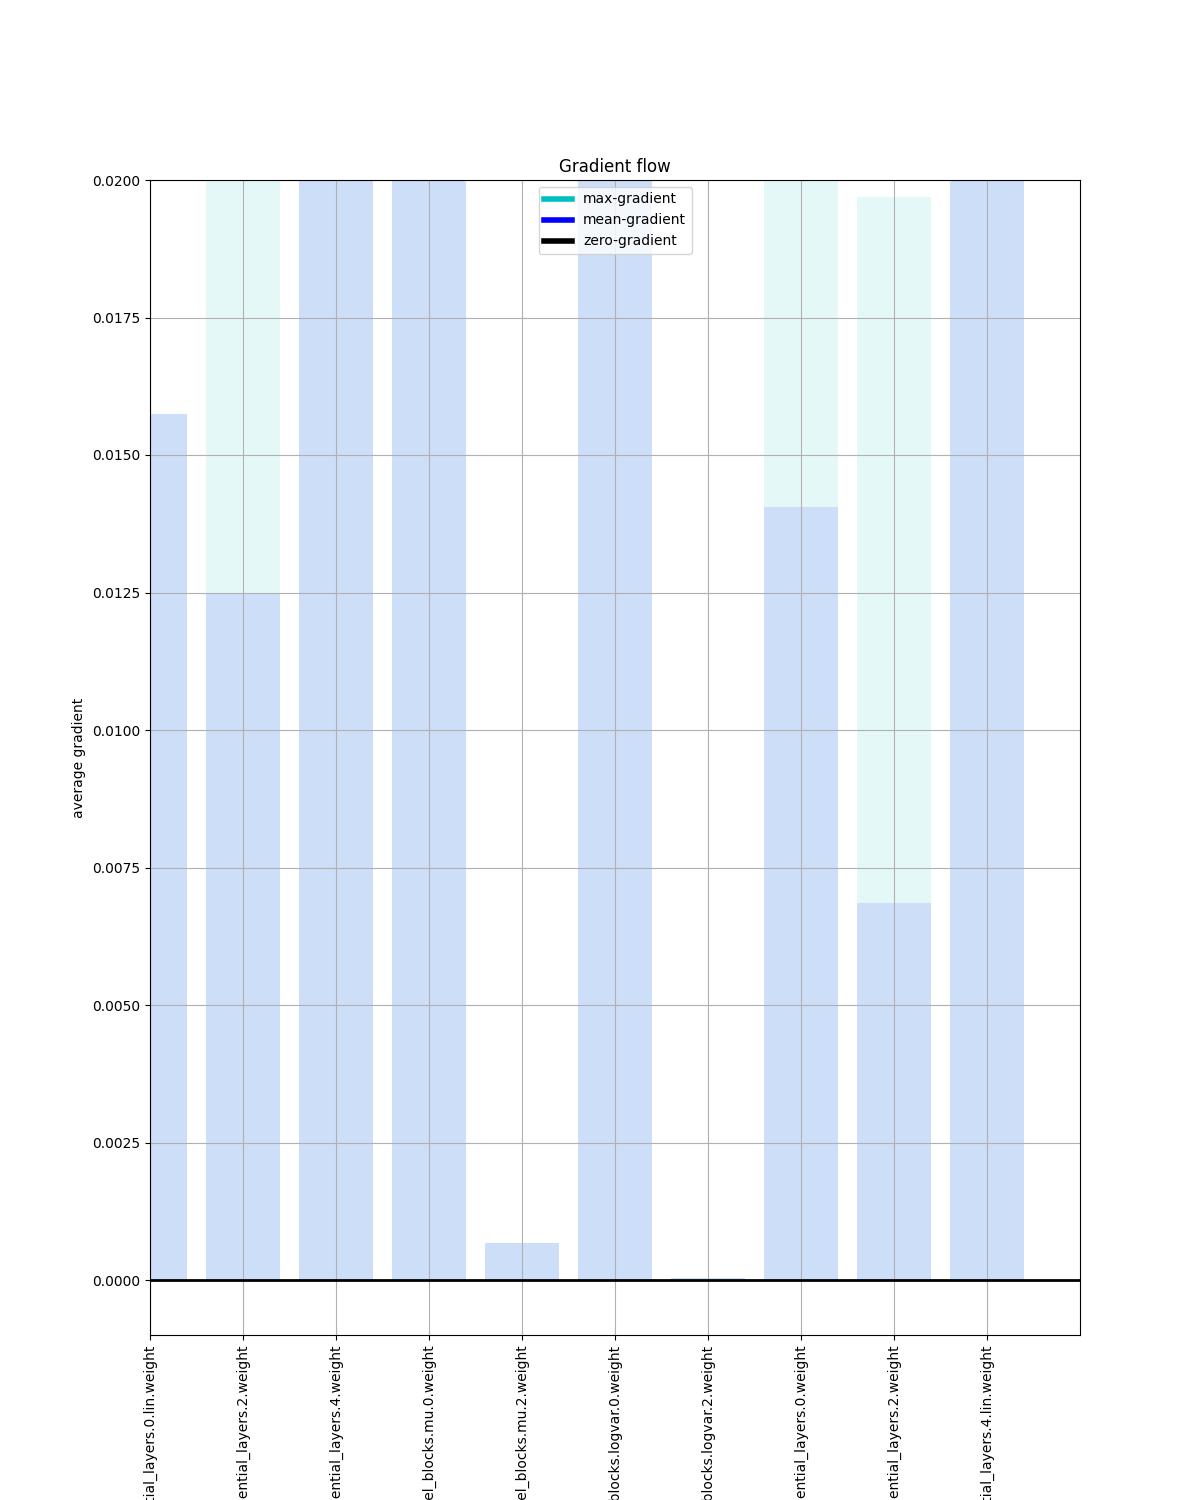 Gradient flow
max-gradient
mean-gradient
zero-gradient
average gradient
0.0200
0.0175
0.0150
0.0125
0.0100
0.0075
0.0050
0.0025
0.0000
tial_layers.0.lin.weight
ential_layers.2.weight
ential_layers.4.weight
el_blocks.mu.0.weight
el_blocks.mu.2.weight
blocks.logvar.0.weight
blocks.logvar.2.weight
ential_layers.0.weight
ential_layers.2.weight
tial_layers.4.lin.weight